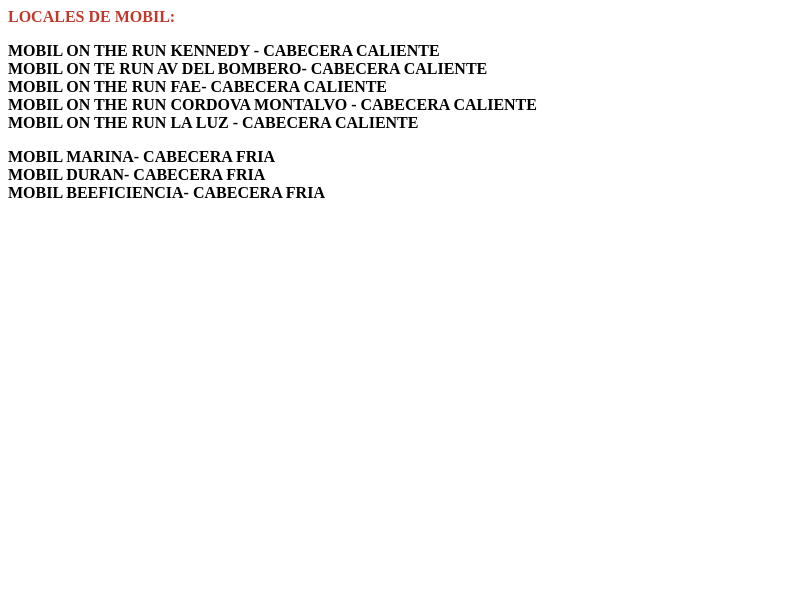 LOCALES DE MOBIL:
MOBIL ON THE RUN KENNEDY - CABECERA CALIENTE
MOBIL ON TE RUN AV DEL BOMBERO- CABECERA CALIENTE
MOBIL ON THE RUN FAE- CABECERA CALIENTE
MOBIL ON THE RUN CORDOVA MONTALVO - CABECERA CALIENTE
MOBIL ON THE RUN LA LUZ - CABECERA CALIENTE
MOBIL MARINA- CABECERA FRIA
MOBIL DURAN- CABECERA FRIA
MOBIL BEEFICIENCIA- CABECERA FRIA